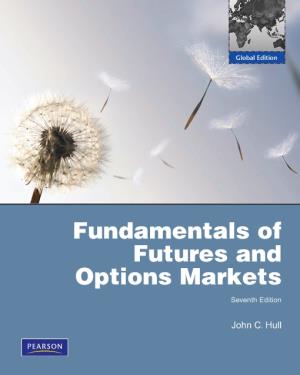 Global Edition
Fundamentals of
Futures and
Options Markets
Seventh Edition
John C. Hull
PEARSON